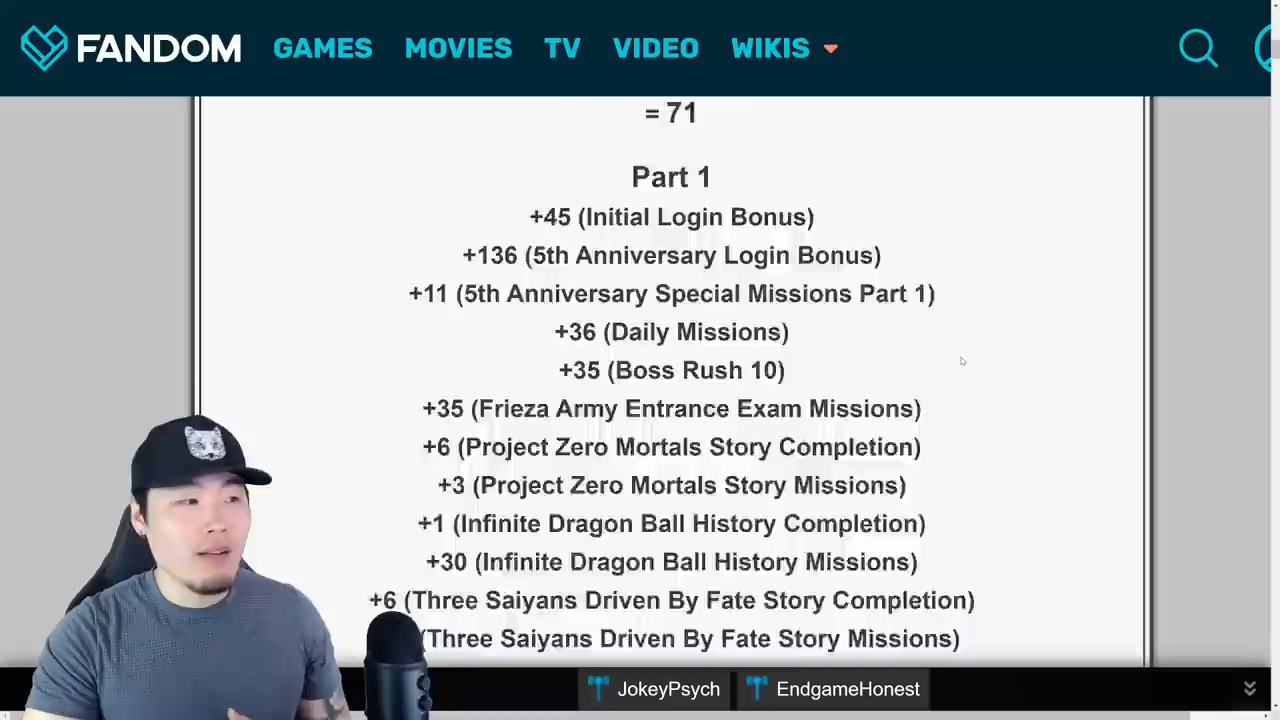 FANDOM GAMES MOVIES TV VIDEO WIKIS
= 71
Part 1
+45 (Initial Login Bonus)
+136 (5th Anniversary Login Bonus)
+11 (5th Anniversary Special Missions Part 1)
+36 (Daily Missions)
+35 (Boss Rush 10)
+35 (Frieza Army Entrance Exam Missions)
+6 (Project Zero Mortals Story Completion)
+3 (Project Zero Mortals Story Missions)
+1 (Infinite Dragon Ball History Completion)
+30 (Infinite Dragon Ball History Missions)
+6 (Three Saiyans Driven By Fate Story Completion)
(Three Saiyans Driven By Fate Story Missions)
JokeyPsych EndgameHonest